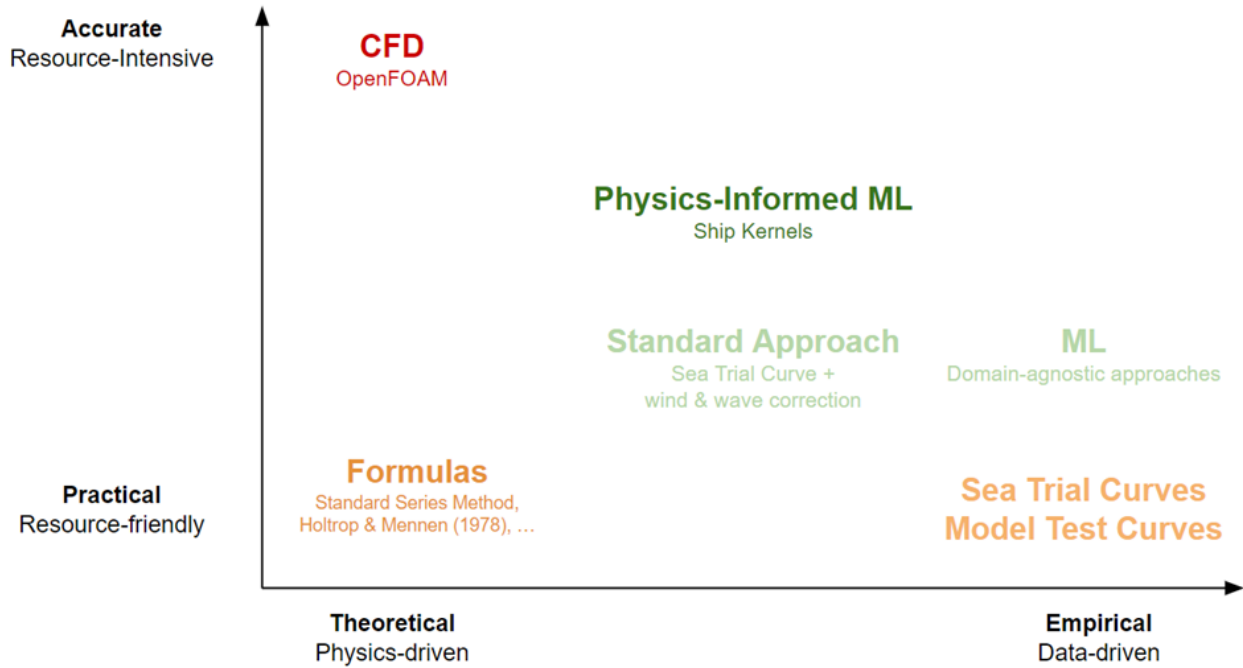 Accurate
Resource-Intensive
CFD
OpenFOAM
Physics-Informed ML
Ship Kernels
Standard Approach
Sea Trial Curve +
wind & wave correction
ML
Domain-agnostic approaches
Formulas
Standard Series Method,
Holtrop & Mennen (1978), …
Practical
Resource-friendly
Sea Trial Curves
Model Test Curves
Theoretical
Physics-driven
Empirical
Data-driven